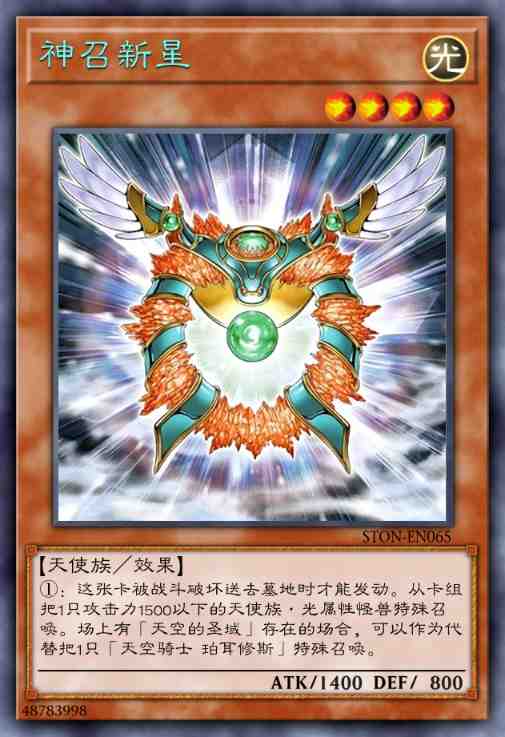 神召新星
光
STON-EN065
【天使族／效果】
①：这张卡被战斗破坏送去墓地时才能发动。从卡组
把1只攻击力1500以下的天使族·光属性怪兽特殊召
唤。场上有「天空的圣域」存在的场合，可以作为代
替把1只「天空骑士 珀耳修斯」特殊召唤。
ATK/1400 DEF/ 800
48783998